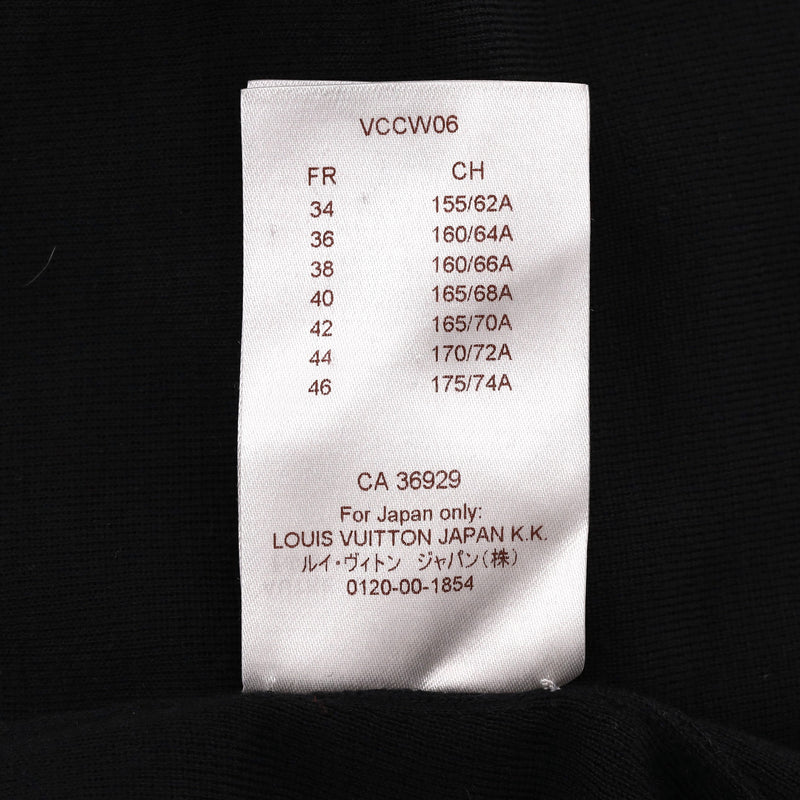 VCCW06
FR CH
34 155/62A
36 160/64A
38 160/66A
40 165/68A
42 165/70A
44 170/72A
46 175/74A
CA 36929
For Japan only:
LOUIS VUITTON JAPAN K.K.
ルイ・ヴィトン ジャパン(株)
0120-00-1854